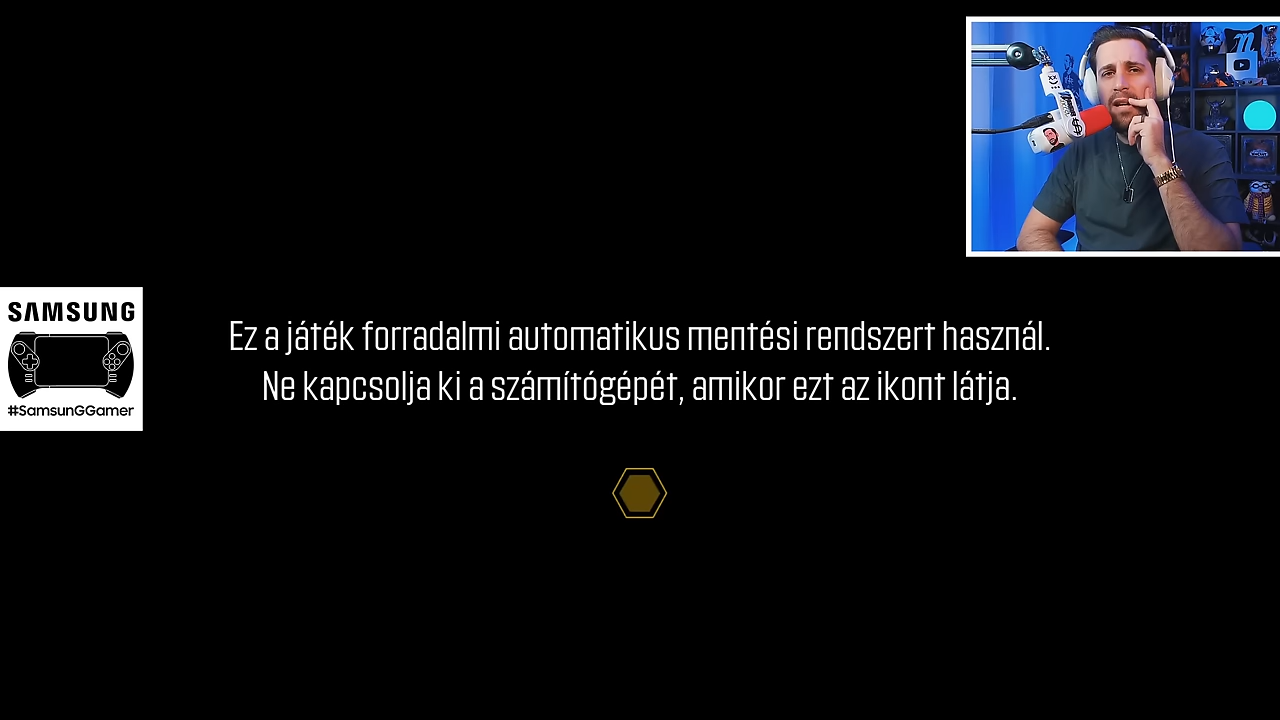 SAMSUNG
#SamsunGGamer
Ez a játék forradalmi automatikus mentési rendszert használ.
Ne kapcsolja ki a számítógépét, amikor ezt az ikont látja.